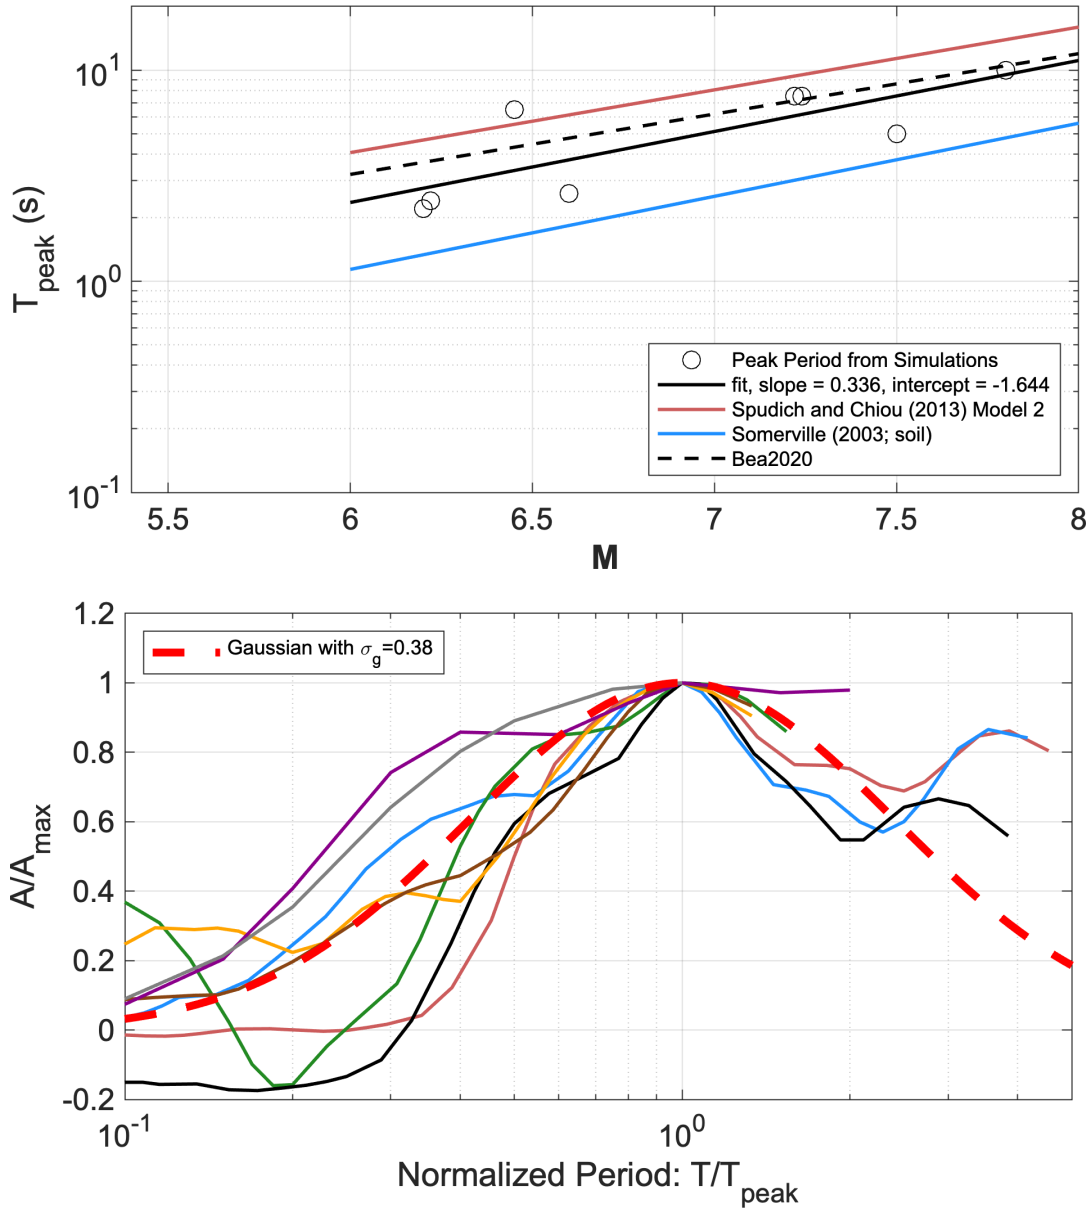 10^1
10^0
10^-1
T_peak (s)
5.5 6 6.5 7 7.5 8
M
Peak Period from Simulations
fit, slope = 0.336, intercept = -1.644
Spudich and Chiou (2013) Model 2
Somerville (2003; soil)
Bea2020
1.2
1
0.8
0.6
0.4
0.2
0
-0.2
A/A_max
Gaussian with σ_g=0.38
10^-1 10^0
Normalized Period: T/T_peak